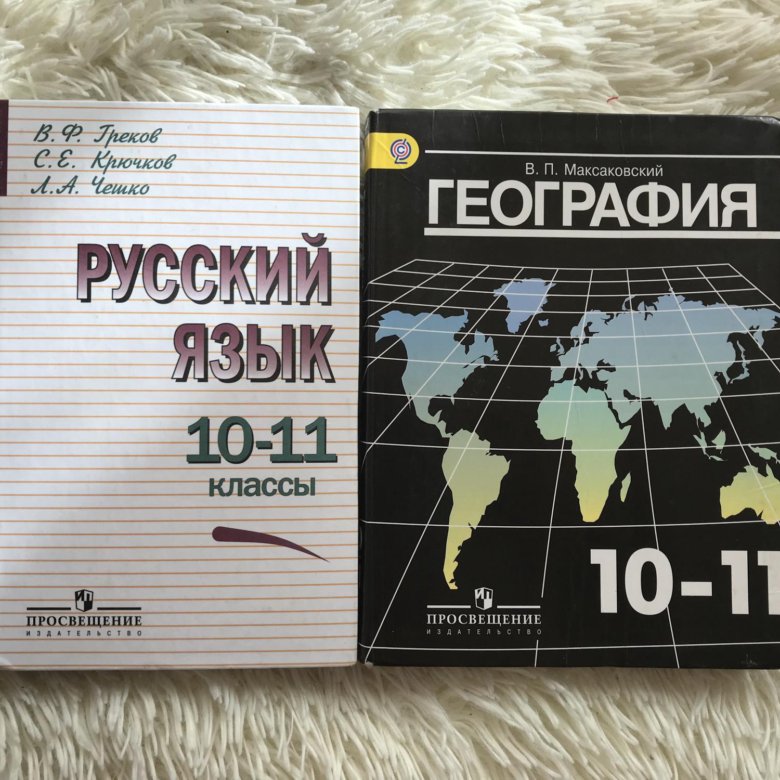 В. Ф. Греков
С. Е. Крючков
Л. А. Чешко
РУССКИЙ
ЯЗЫК
10-11
классы
ПРОСВЕЩЕНИЕ
ИЗДАТЕЛЬСТВО
В. П. Максаковский
ГЕОГРАФИЯ
10-11
ПРОСВЕЩЕНИЕ
ИЗДАТЕЛЬСТВО